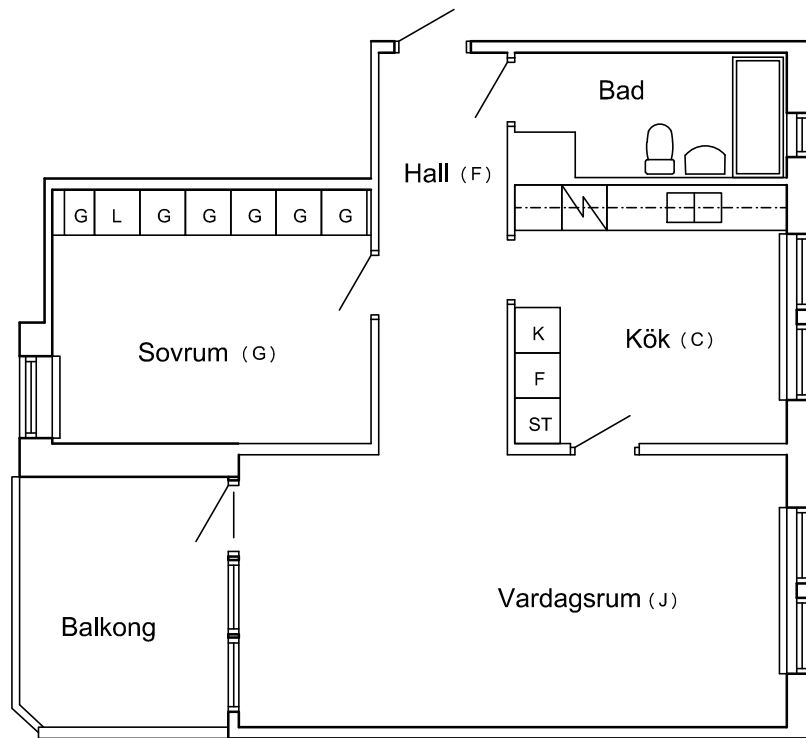 Bad
Hall (F)
G L G G G G G
Sovrum (G)
K
Kök (C)
F
ST
Vardagsrum (J)
Balkong